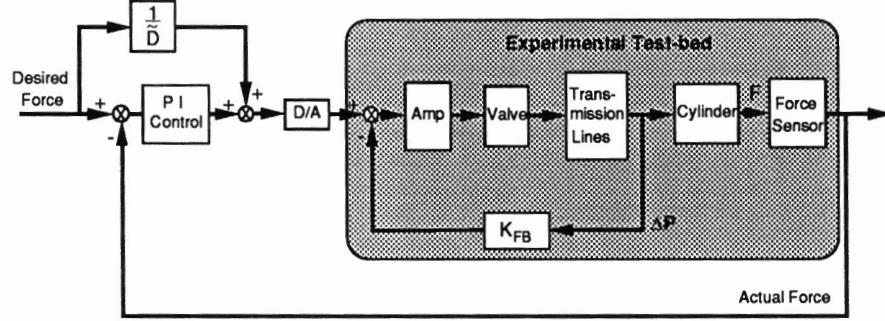 1
D̃
Experimental Test-bed
Desired
Force
+
-
P I
Control
+
+
D/A
+
-
Amp
Valve
Trans-
mission
Lines
Cylinder
F
Force
Sensor
K_FB
ΔP
Actual Force